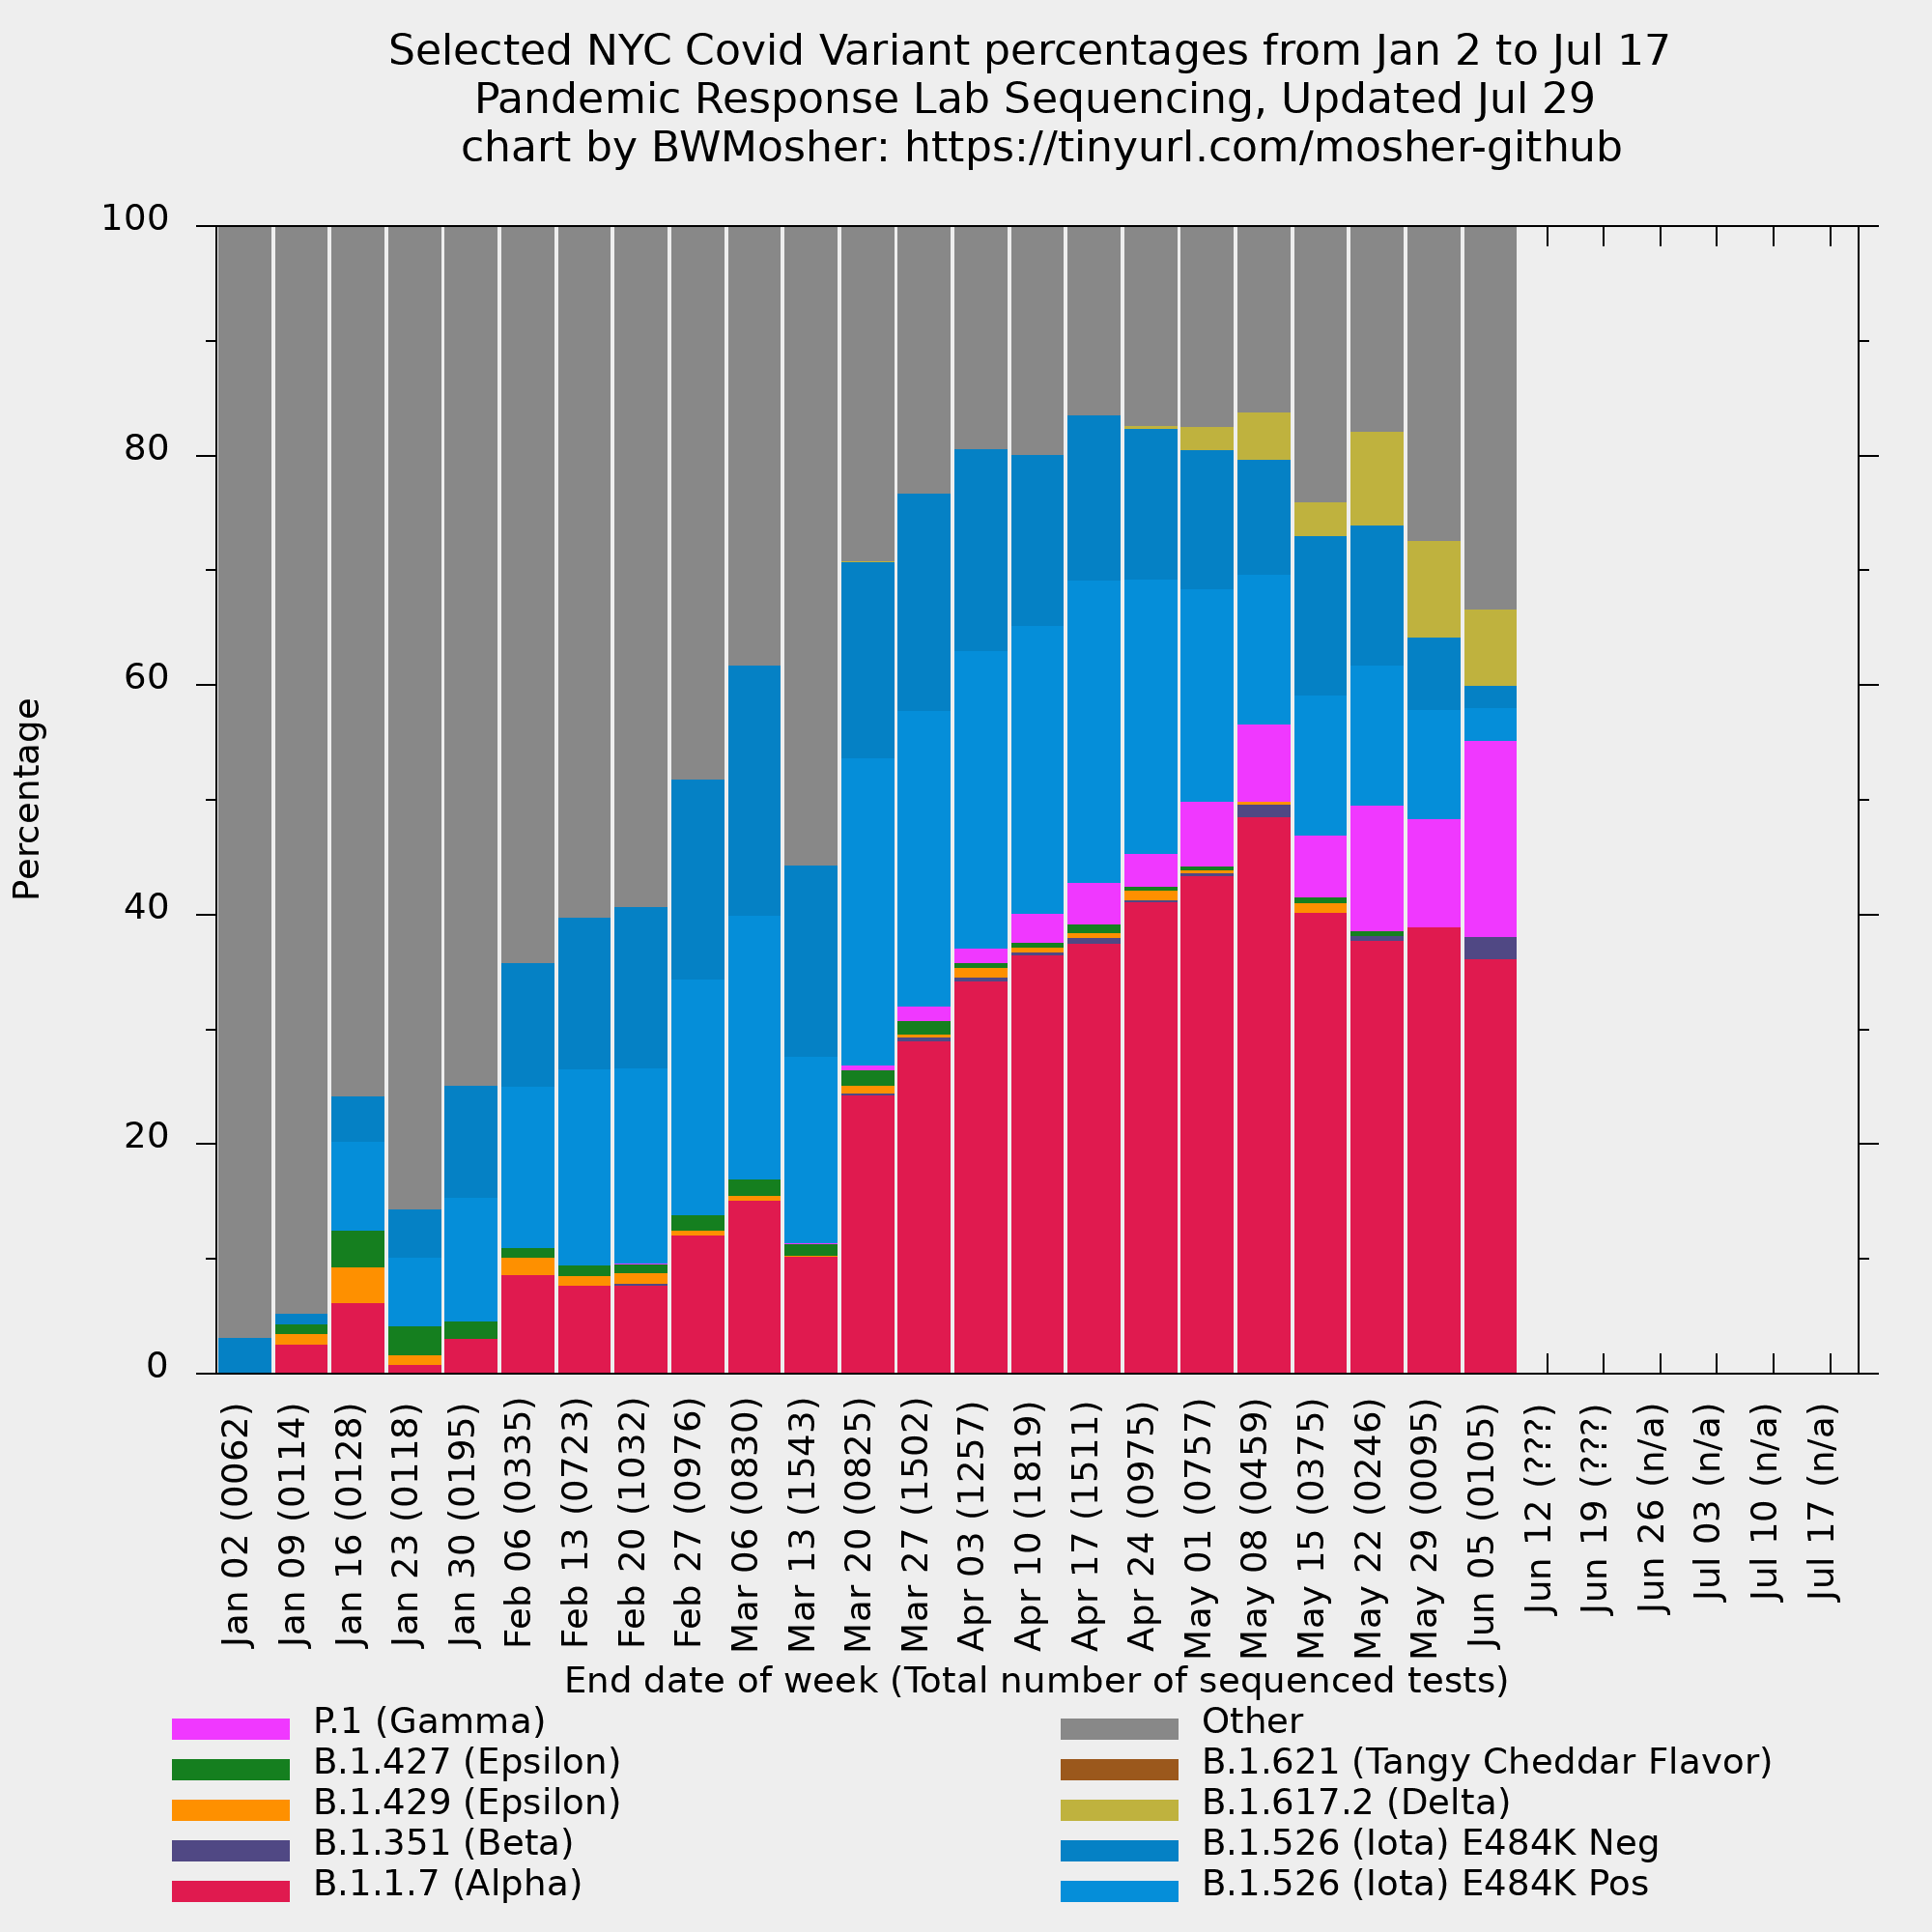 Selected NYC Covid Variant percentages from Jan 2 to Jul 17
Pandemic Response Lab Sequencing, Updated Jul 29
chart by BWMosher: https://tinyurl.com/mosher-github
100
80
60
40
20
0
Percentage
Jan 02 (0062)
Jan 09 (0114)
Jan 16 (0128)
Jan 23 (0118)
Jan 30 (0195)
Feb 06 (0335)
Feb 13 (0723)
Feb 20 (1032)
Feb 27 (0976)
Mar 06 (0830)
Mar 13 (1543)
Mar 20 (0825)
Mar 27 (1502)
Apr 03 (1257)
Apr 10 (1819)
Apr 17 (1511)
Apr 24 (0975)
May 01 (0757)
May 08 (0459)
May 15 (0375)
May 22 (0246)
May 29 (0095)
Jun 05 (0105)
Jun 12 (???)
Jun 19 (???)
Jun 26 (n/a)
Jul 03 (n/a)
Jul 10 (n/a)
Jul 17 (n/a)
End date of week (Total number of sequenced tests)
P.1 (Gamma)
B.1.427 (Epsilon)
B.1.429 (Epsilon)
B.1.351 (Beta)
B.1.1.7 (Alpha)
Other
B.1.621 (Tangy Cheddar Flavor)
B.1.617.2 (Delta)
B.1.526 (Iota) E484K Neg
B.1.526 (Iota) E484K Pos